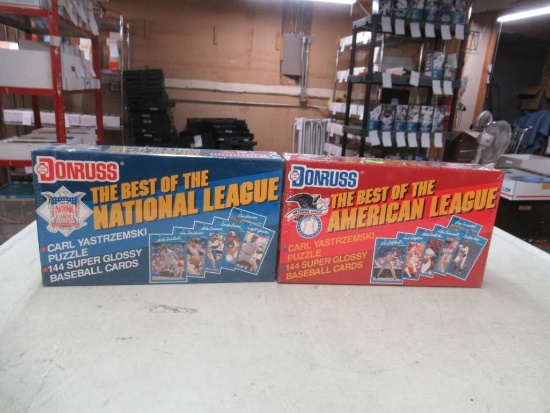 DONRUSS
THE BEST OF THE
NATIONAL LEAGUE
CARL YASTRZEMSKI
PUZZLE
144 SUPER GLOSSY
BASEBALL CARDS
DONRUSS
THE BEST OF THE
AMERICAN LEAGUE
CARL YASTRZEMSKI
PUZZLE
144 SUPER GLOSSY
BASEBALL CARDS